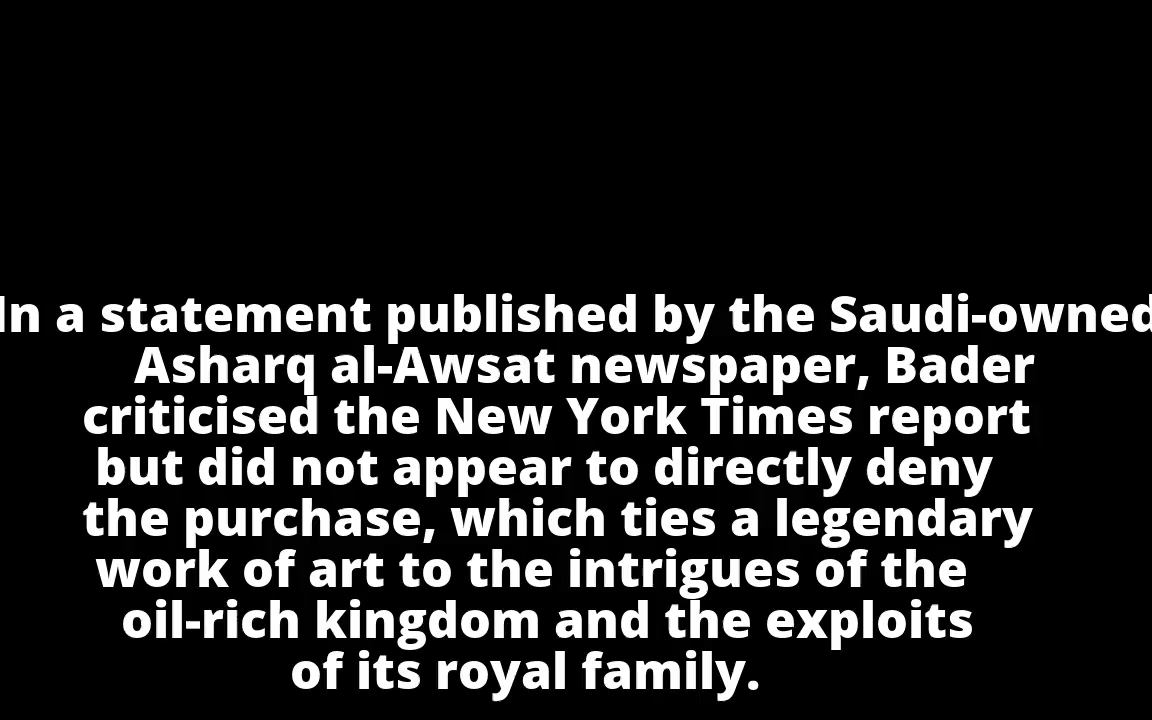 In a statement published by the Saudi-owned
Asharq al-Awsat newspaper, Bader
criticised the New York Times report
but did not appear to directly deny
the purchase, which ties a legendary
work of art to the intrigues of the
oil-rich kingdom and the exploits
of its royal family.